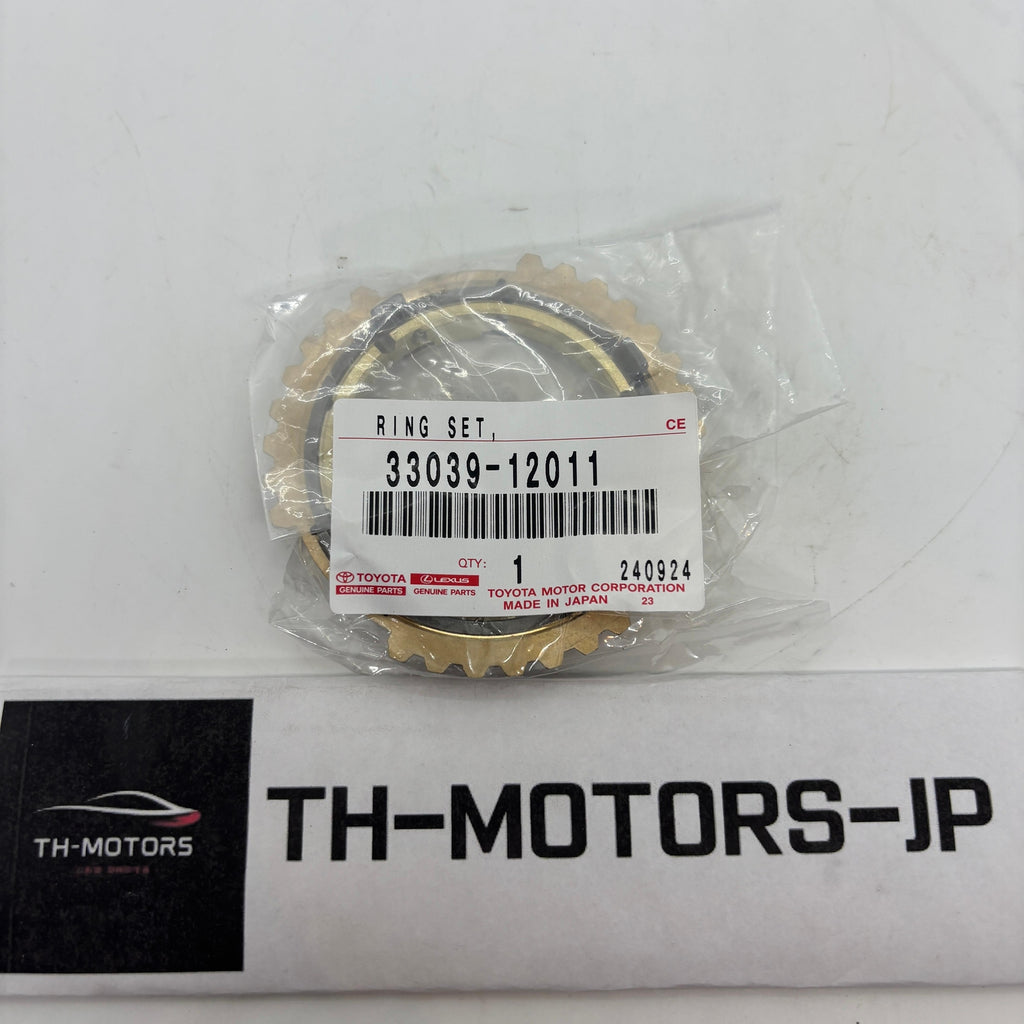 RING SET,
CE
33039-12011
QTY: 1
240924
TOYOTA
GENUINE PARTS
LEXUS
GENUINE PARTS
TOYOTA MOTOR CORPORATION
MADE IN JAPAN 23
TH-MOTORS
TH-MOTORS-JP